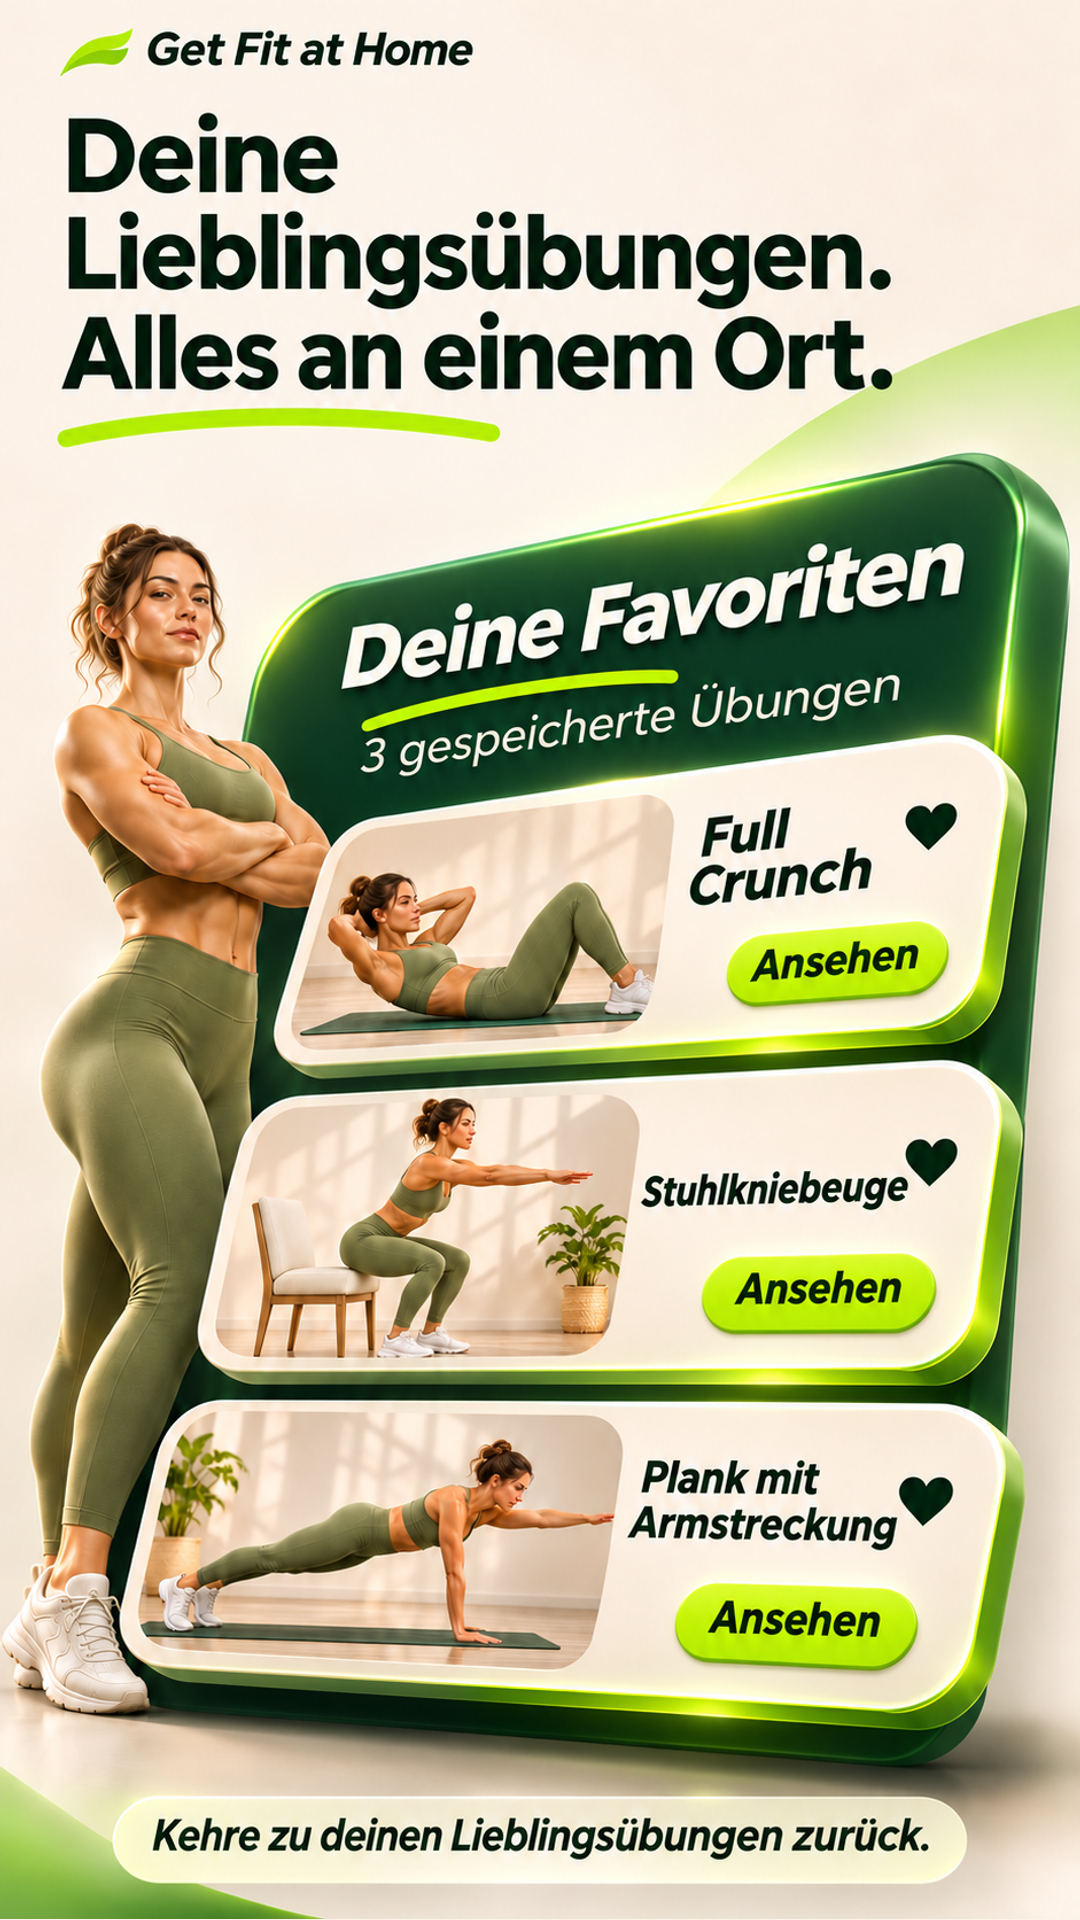 Get Fit at Home
Deine
Lieblingsübungen.
Alles an einem Ort.
Deine Favoriten
3 gespeicherte Übungen
Full
Crunch
Ansehen
Stuhlkniebeuge
Ansehen
Plank mit
Armstreckung
Ansehen
Kehre zu deinen Lieblingsübungen zurück.